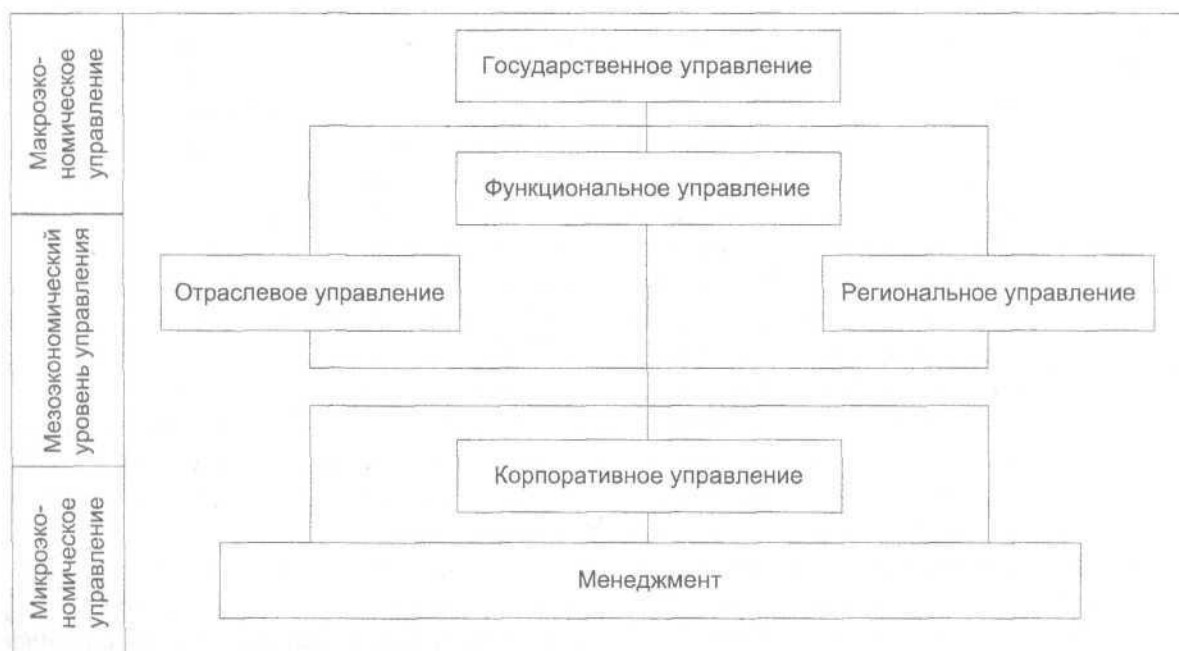 Макроэко-
номическое
управление
Государственное управление
Функциональное управление
Мезоэкономический
уровень управления
Отраслевое управление
Региональное управление
Корпоративное управление
Микроэко-
номическое
управление
Менеджмент